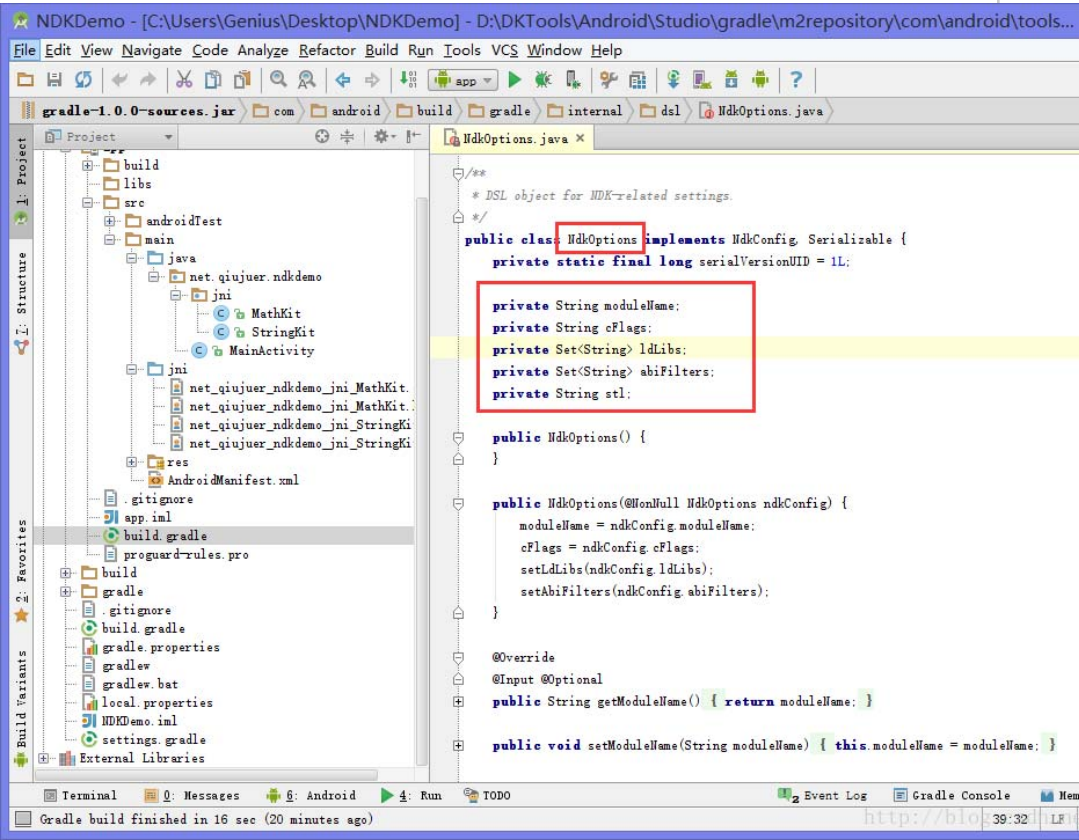 NDKDemo - [C:\Users\Genius\Desktop\NDKDemo] - D:\DKTools\Android\Studio\gradle\m2repository\com\android\tools...
File Edit View Navigate Code Analyze Refactor Build Run Tools VCS Window Help
app
gradle-1.0.0-sources.jar com android build gradle internal dsl NdkOptions.java
Project
NdkOptions.java
1: Project
Z: Structure
2: Favorites
Build Variants
app
build
libs
src
androidTest
main
java
net.qiujuer.ndkdemo
jni
MathKit
StringKit
MainActivity
jni
net_qiujuer_ndkdemo_jni_MathKit.
net_qiujuer_ndkdemo_jni_MathKit.
net_qiujuer_ndkdemo_jni_StringKi
net_qiujuer_ndkdemo_jni_StringKi
res
AndroidManifest.xml
.gitignore
app.iml
build.gradle
proguard-rules.pro
build
gradle
.gitignore
build.gradle
gradle.properties
gradlew
gradlew.bat
local.properties
NDKDemo.iml
settings.gradle
External Libraries
/**
* DSL object for NDK-related settings.
*/
public class NdkOptions implements NdkConfig, Serializable {
private static final long serialVersionUID = 1L;
private String moduleName;
private String cFlags;
private Set<String> ldLibs;
private Set<String> abiFilters;
private String stl;
public NdkOptions() {
}
public NdkOptions(@NonNull NdkOptions ndkConfig) {
moduleName = ndkConfig.moduleName;
cFlags = ndkConfig.cFlags;
setLdLibs(ndkConfig.ldLibs);
setAbiFilters(ndkConfig.abiFilters);
}
@Override
@Input @Optional
public String getModuleName() { return moduleName; }
public void setModuleName(String moduleName) { this.moduleName = moduleName; }
Terminal 0: Messages 6: Android 4: Run TODO 2 Event Log Gradle Console Mem
Gradle build finished in 16 sec (20 minutes ago) 39:32 LF